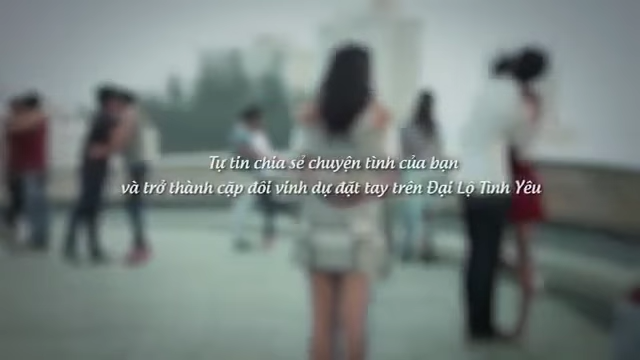 Tự tin chia sẻ chuyện tình của bạn
và trở thành cặp đôi vinh dự đặt tay trên Đại Lộ Tình Yêu